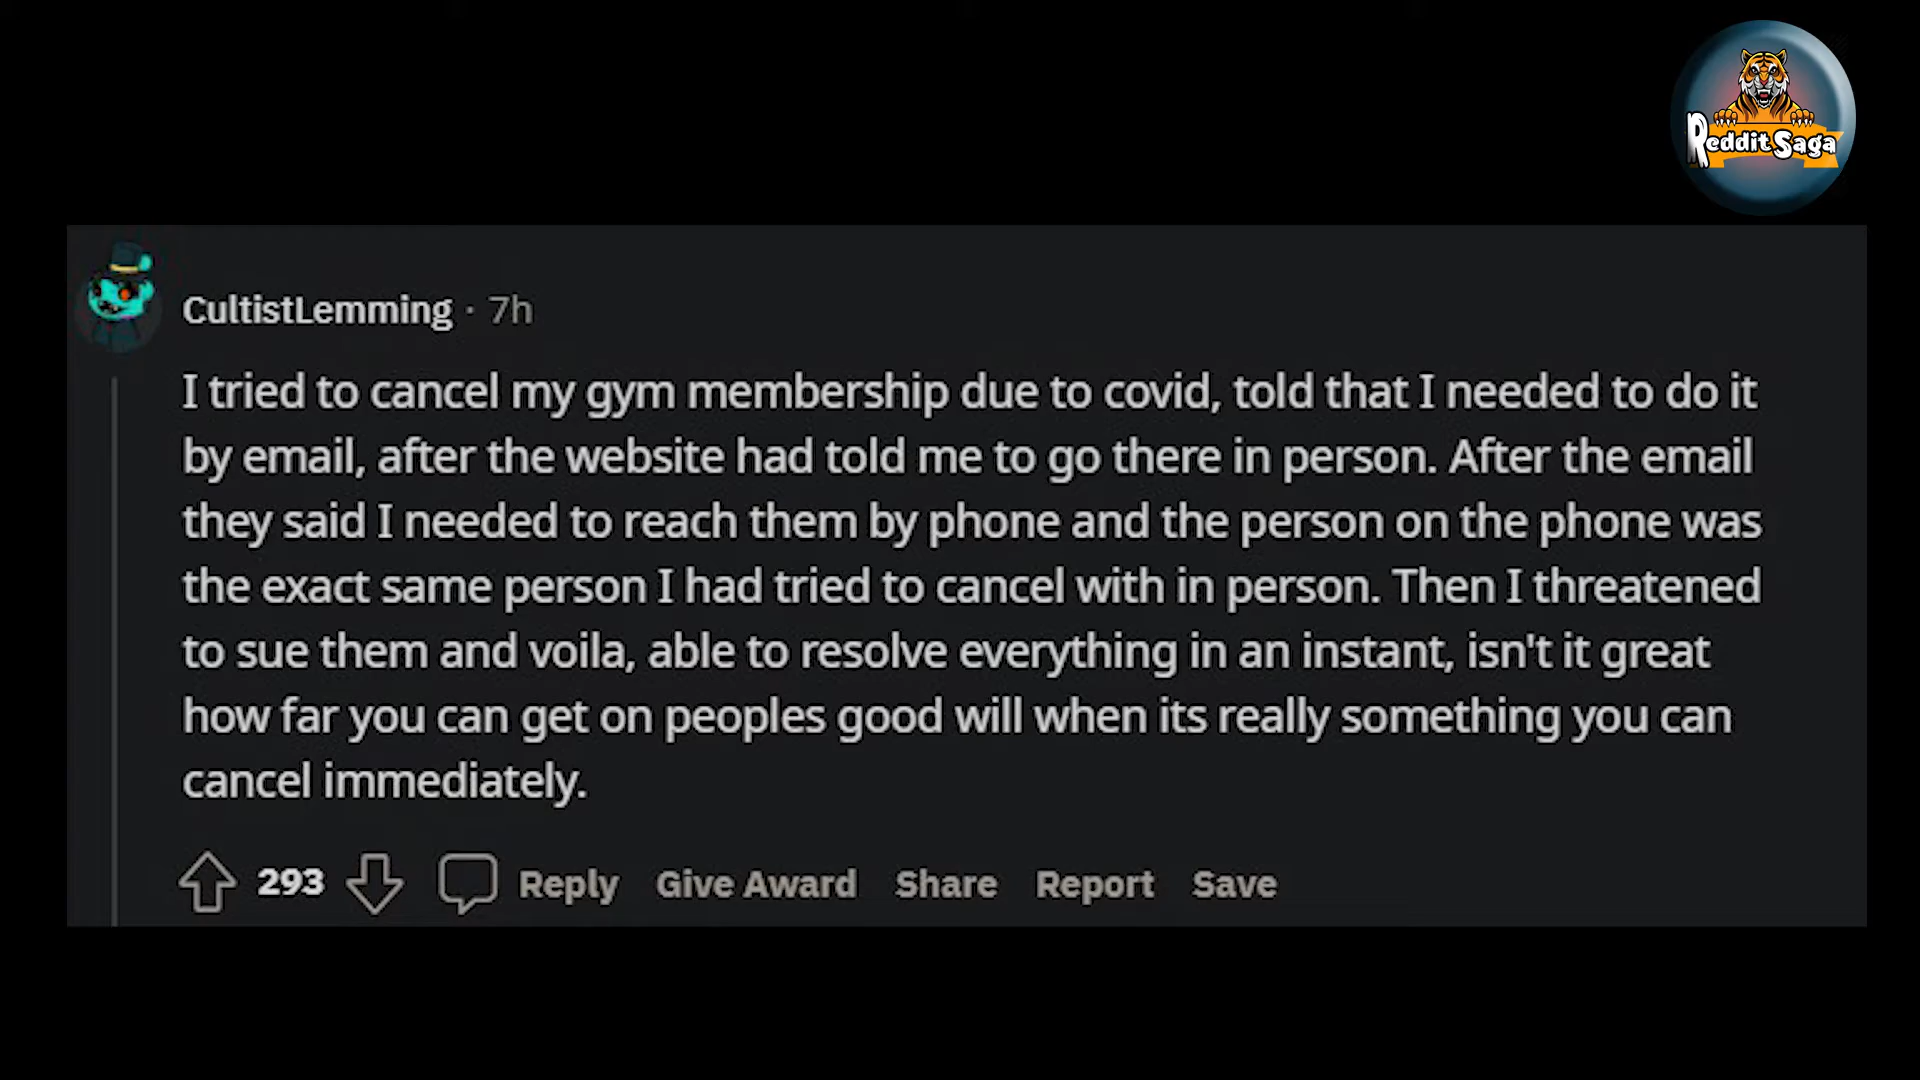 Reddit Saga
CultistLemming · 7h
I tried to cancel my gym membership due to covid, told that I needed to do it
by email, after the website had told me to go there in person. After the email
they said I needed to reach them by phone and the person on the phone was
the exact same person I had tried to cancel with in person. Then I threatened
to sue them and voila, able to resolve everything in an instant, isn't it great
how far you can get on peoples good will when its really something you can
cancel immediately.
293 Reply Give Award Share Report Save